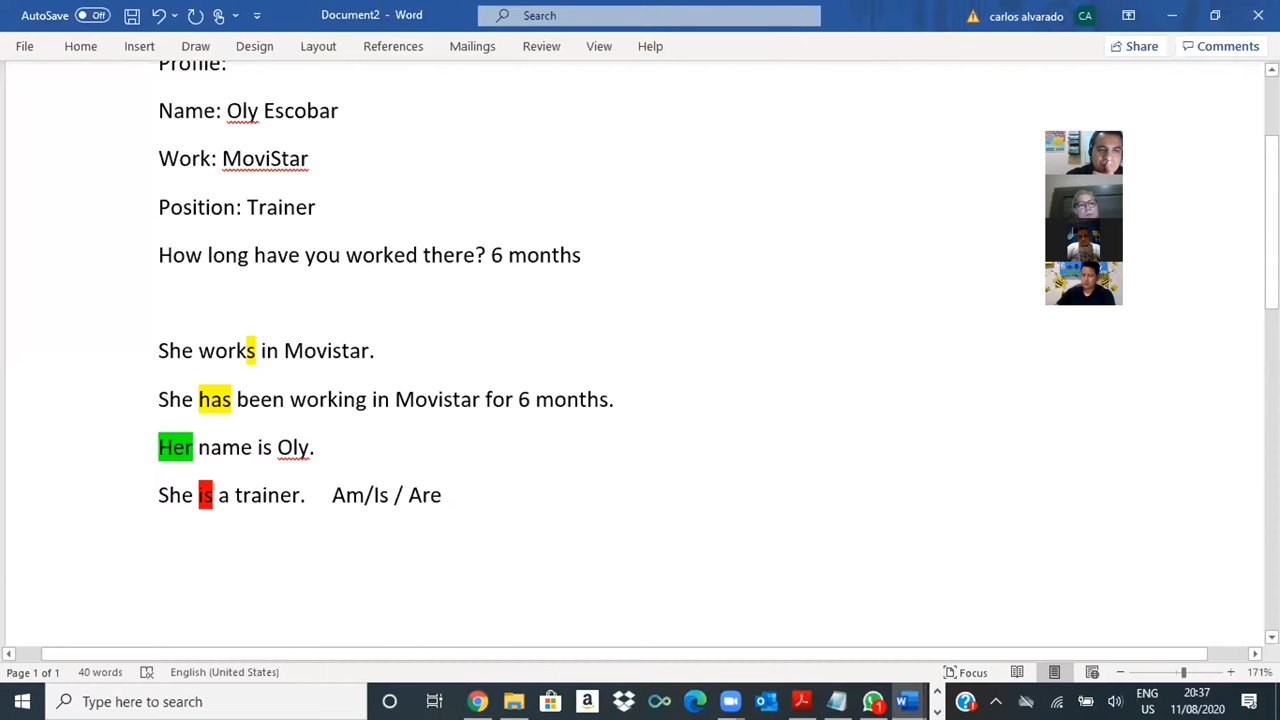 AutoSave Off Document2 - Word Search carlos alvarado CA
File Home Insert Draw Design Layout References Mailings Review View Help Share Comments
Profile:
Name: Oly Escobar
Work: MoviStar
Position: Trainer
How long have you worked there? 6 months
She works in Movistar.
She has been working in Movistar for 6 months.
Her name is Oly.
She is a trainer. Am/Is / Are
Page 1 of 1 40 words English (United States) Focus 171%
Type here to search ENG 20:37
US 11/08/2020